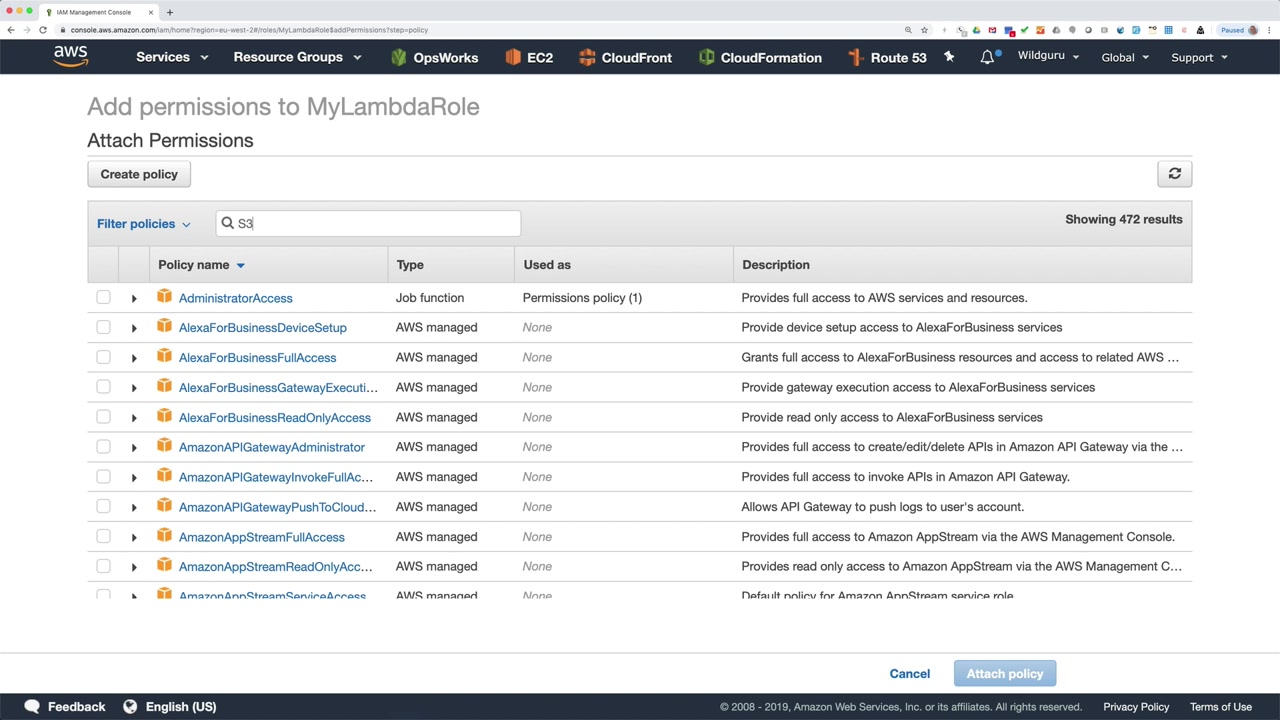 IAM Management Console
console.aws.amazon.com/iam/home?region=eu-west-2#/roles/MyLambdaRole$addPermissions?step=policy
Paused
aws Services Resource Groups OpsWorks EC2 CloudFront CloudFormation Route 53 Wildguru Global Support
Add permissions to MyLambdaRole
Attach Permissions
Create policy
Filter policies S3 Showing 472 results
Policy name Type Used as Description
AdministratorAccess Job function Permissions policy (1) Provides full access to AWS services and resources.
AlexaForBusinessDeviceSetup AWS managed None Provide device setup access to AlexaForBusiness services
AlexaForBusinessFullAccess AWS managed None Grants full access to AlexaForBusiness resources and access to related AWS ...
AlexaForBusinessGatewayExecuti... AWS managed None Provide gateway execution access to AlexaForBusiness services
AlexaForBusinessReadOnlyAccess AWS managed None Provide read only access to AlexaForBusiness services
AmazonAPIGatewayAdministrator AWS managed None Provides full access to create/edit/delete APIs in Amazon API Gateway via the ...
AmazonAPIGatewayInvokeFullAc... AWS managed None Provides full access to invoke APIs in Amazon API Gateway.
AmazonAPIGatewayPushToCloud... AWS managed None Allows API Gateway to push logs to user's account.
AmazonAppStreamFullAccess AWS managed None Provides full access to Amazon AppStream via the AWS Management Console.
AmazonAppStreamReadOnlyAcc... AWS managed None Provides read only access to Amazon AppStream via the AWS Management C...
AmazonAppStreamServiceAccess AWS managed None Default policy for Amazon AppStream service role
Cancel Attach policy
Feedback English (US) © 2008 - 2019, Amazon Web Services, Inc. or its affiliates. All rights reserved. Privacy Policy Terms of Use